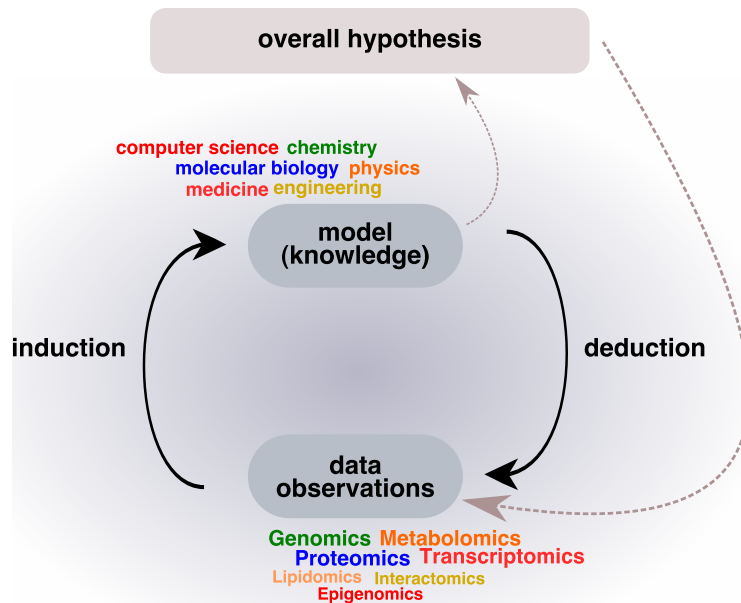 overall hypothesis
computer science chemistry
molecular biology physics
medicine engineering
model
(knowledge)
induction
deduction
data
observations
Genomics Metabolomics
Proteomics Transcriptomics
Lipidomics Interactomics
Epigenomics